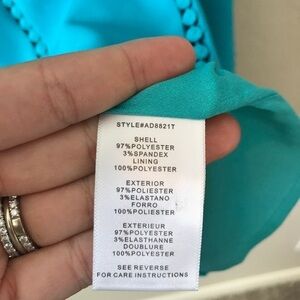 STYLE#AD8821T
SHELL
97%POLYESTER
3%SPANDEX
LINING
100%POLYESTER
EXTERIOR
97%POLIESTER
3%ELASTANO
FORRO
100%POLIESTER
EXTERIEUR
97%POLYESTER
3%ELASTHANNE
DOUBLURE
100%POLYESTER
SEE REVERSE
FOR CARE INSTRUCTIONS